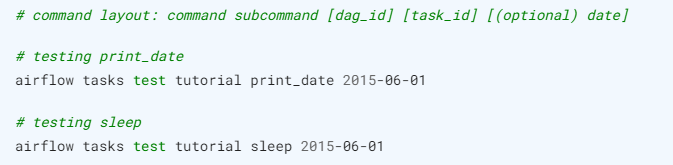 # command layout: command subcommand [dag_id] [task_id] [(optional) date]
# testing print_date
airflow tasks test tutorial print_date 2015-06-01
# testing sleep
airflow tasks test tutorial sleep 2015-06-01